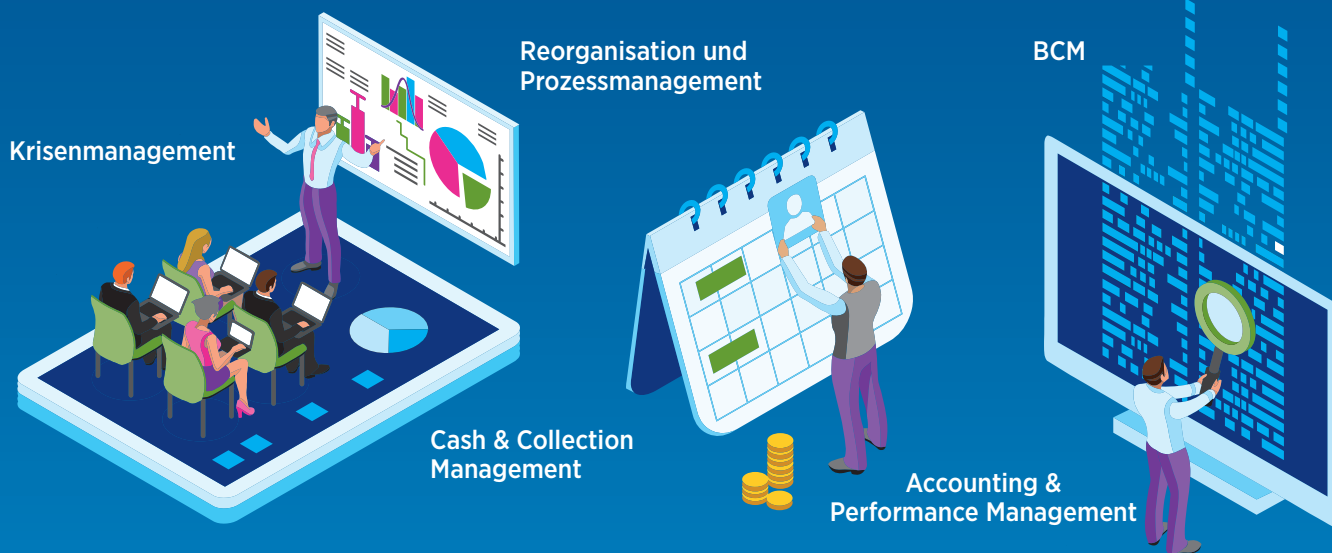 Krisenmanagement
Reorganisation und
Prozessmanagement
BCM
Cash & Collection
Management
Accounting &
Performance Management